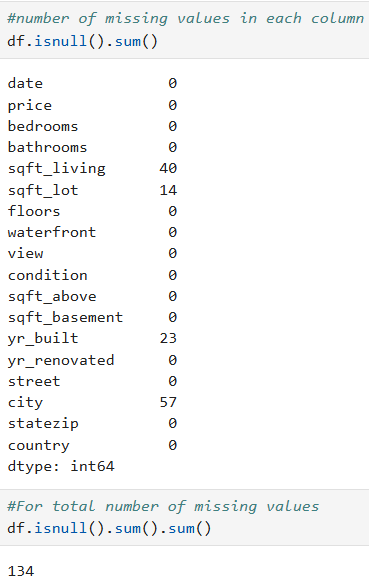 #number of missing values in each column
df.isnull().sum()
date 0
price 0
bedrooms 0
bathrooms 0
sqft_living 40
sqft_lot 14
floors 0
waterfront 0
view 0
condition 0
sqft_above 0
sqft_basement 0
yr_built 23
yr_renovated 0
street 0
city 57
statezip 0
country 0
dtype: int64
#For total number of missing values
df.isnull().sum().sum()
134